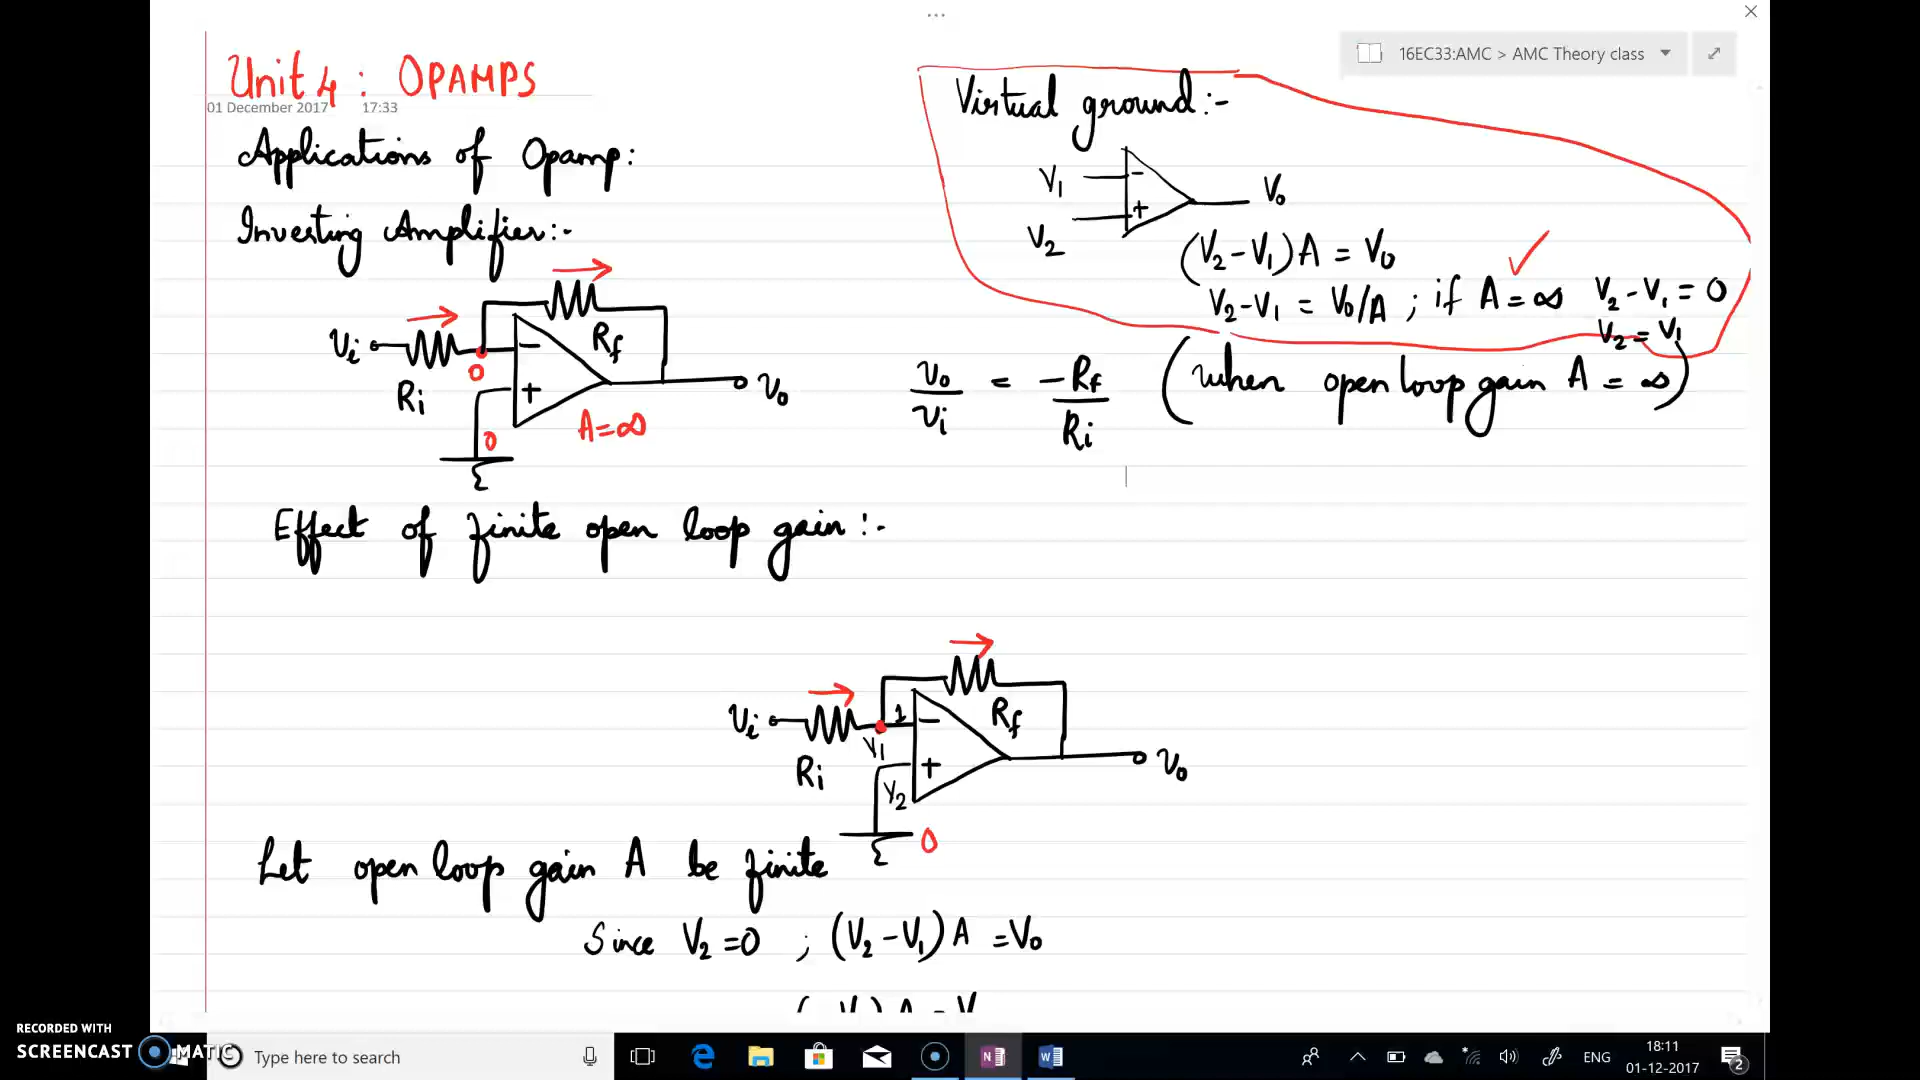 Unit 4 : OPAMPS
01 December 2017 17:33
Applications of Opamp:
Inverting Amplifier:-
Vi
Ri
Rf
0
0
-
+
A=∞
Vo
16EC33:AMC > AMC Theory class
Virtual ground:-
V1
V2
-
+
Vo
(V2-V1)A = Vo
V2-V1 = Vo/A ; if A=∞ V2-V1=0
V2=V1
vo/vi = -Rf/Ri (when open loop gain A = ∞)
Effect of finite open loop gain:-
Vi
Ri
Rf
1
V1
V2
-
+
0
Vo
Let open loop gain A be finite
Since V2=0 ; (V2-V1)A =Vo
RECORDED WITH
SCREENCAST MATIC
Type here to search
ENG
18:11
01-12-2017
2